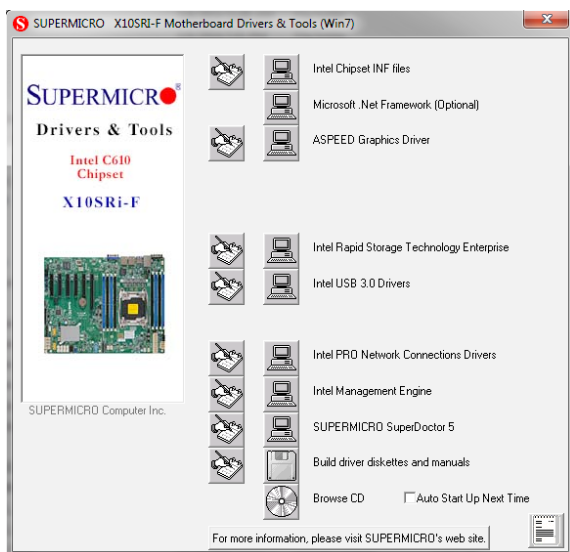 SUPERMICRO X10SRI-F Motherboard Drivers & Tools (Win7)
SUPERMICRO
Drivers & Tools
Intel C610
Chipset
X10SRi-F
SUPERMICRO Computer Inc.
Intel Chipset INF files
Microsoft .Net Framework (Optional)
ASPEED Graphics Driver
Intel Rapid Storage Technology Enterprise
Intel USB 3.0 Drivers
Intel PRO Network Connections Drivers
Intel Management Engine
SUPERMICRO SuperDoctor 5
Build driver diskettes and manuals
Browse CD
Auto Start Up Next Time
For more information, please visit SUPERMICRO's web site.